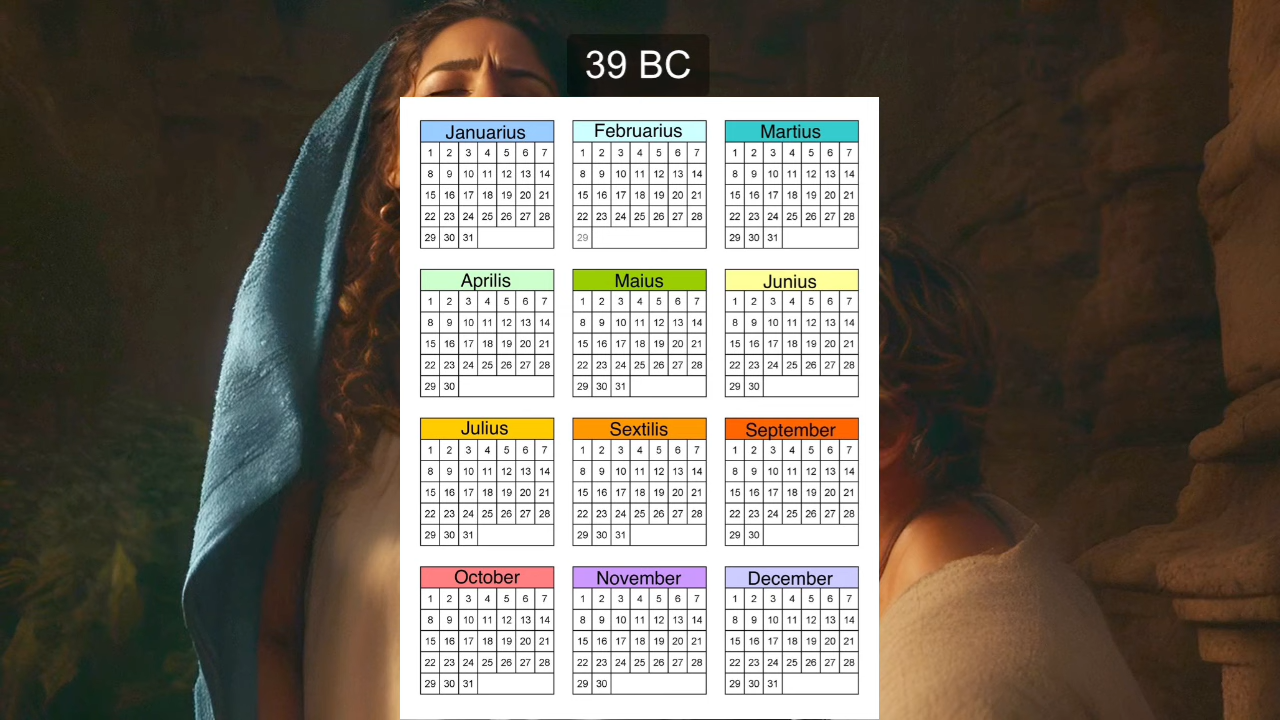 39 BC
Januarius Februarius Martius
1 2 3 4 5 6 7 1 2 3 4 5 6 7 1 2 3 4 5 6 7
8 9 10 11 12 13 14 8 9 10 11 12 13 14 8 9 10 11 12 13 14
15 16 17 18 19 20 21 15 16 17 18 19 20 21 15 16 17 18 19 20 21
22 23 24 25 26 27 28 22 23 24 25 26 27 28 22 23 24 25 26 27 28
29 30 31 29 29 30 31
Aprilis Maius Junius
1 2 3 4 5 6 7 1 2 3 4 5 6 7 1 2 3 4 5 6 7
8 9 10 11 12 13 14 8 9 10 11 12 13 14 8 9 10 11 12 13 14
15 16 17 18 19 20 21 15 16 17 18 19 20 21 15 16 17 18 19 20 21
22 23 24 25 26 27 28 22 23 24 25 26 27 28 22 23 24 25 26 27 28
29 30 29 30 31 29 30
Julius Sextilis September
1 2 3 4 5 6 7 1 2 3 4 5 6 7 1 2 3 4 5 6 7
8 9 10 11 12 13 14 8 9 10 11 12 13 14 8 9 10 11 12 13 14
15 16 17 18 19 20 21 15 16 17 18 19 20 21 15 16 17 18 19 20 21
22 23 24 25 26 27 28 22 23 24 25 26 27 28 22 23 24 25 26 27 28
29 30 31 29 30 31 29 30
October November December
1 2 3 4 5 6 7 1 2 3 4 5 6 7 1 2 3 4 5 6 7
8 9 10 11 12 13 14 8 9 10 11 12 13 14 8 9 10 11 12 13 14
15 16 17 18 19 20 21 15 16 17 18 19 20 21 15 16 17 18 19 20 21
22 23 24 25 26 27 28 22 23 24 25 26 27 28 22 23 24 25 26 27 28
29 30 31 29 30 29 30 31